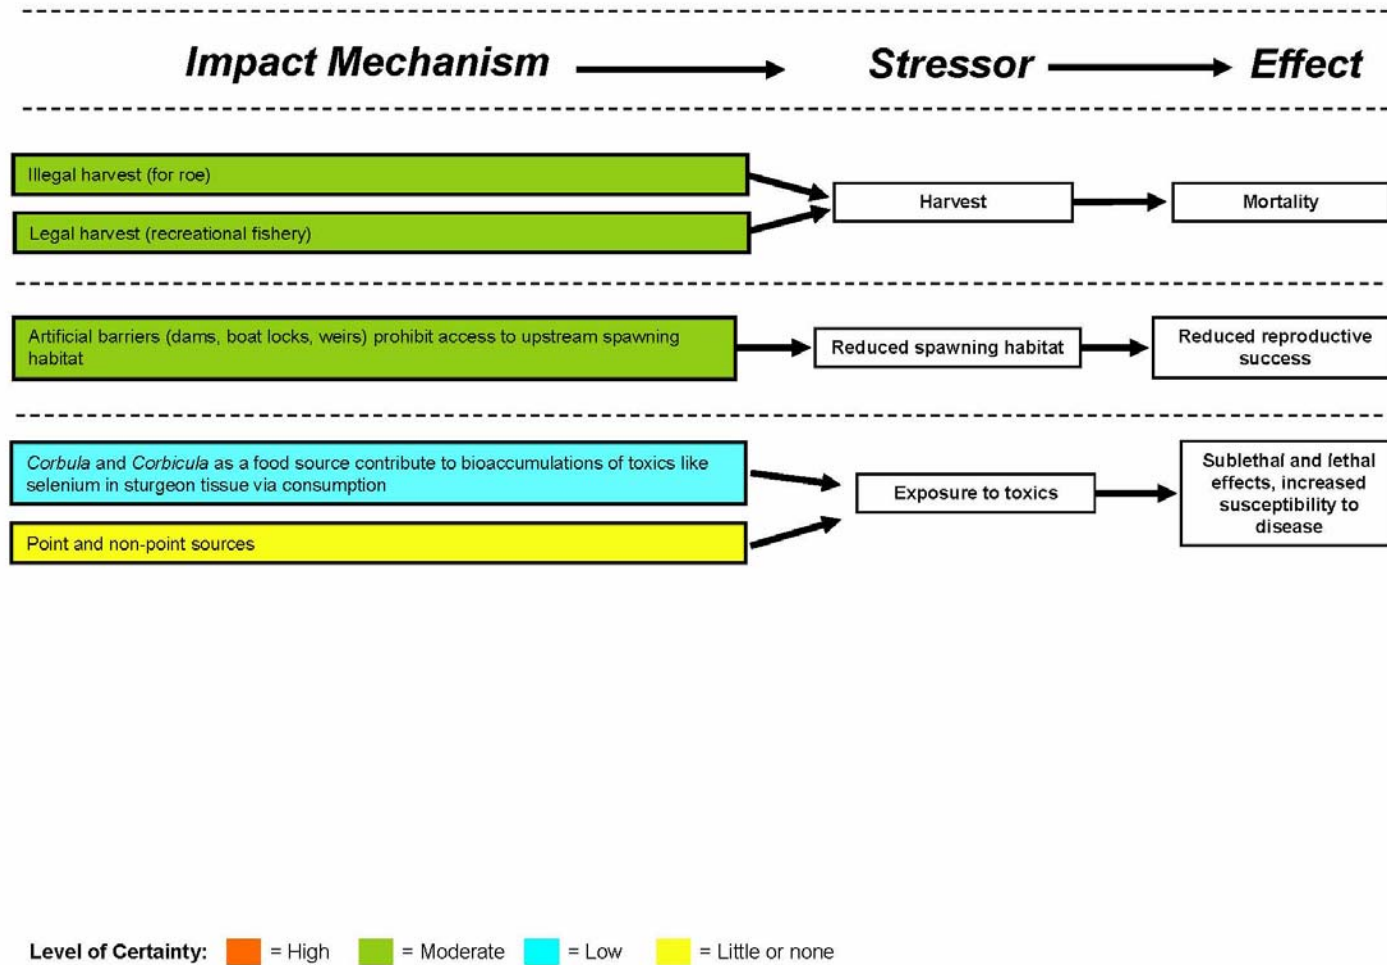 Impact Mechanism Stressor Effect
Illegal harvest (for roe)
Legal harvest (recreational fishery)
Harvest
Mortality
Artificial barriers (dams, boat locks, weirs) prohibit access to upstream spawning
habitat
Reduced spawning habitat
Reduced reproductive
success
Corbula and Corbicula as a food source contribute to bioaccumulations of toxics like
selenium in sturgeon tissue via consumption
Point and non-point sources
Exposure to toxics
Sublethal and lethal
effects, increased
susceptibility to
disease
Level of Certainty: = High = Moderate = Low = Little or none